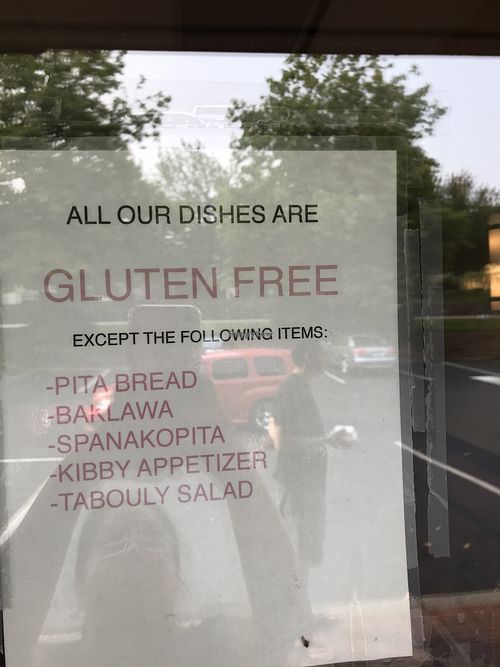 ALL OUR DISHES ARE
GLUTEN FREE
EXCEPT THE FOLLOWING ITEMS:
-PITA BREAD
-BAKLAWA
-SPANAKOPITA
-KIBBY APPETIZER
-TABOULY SALAD